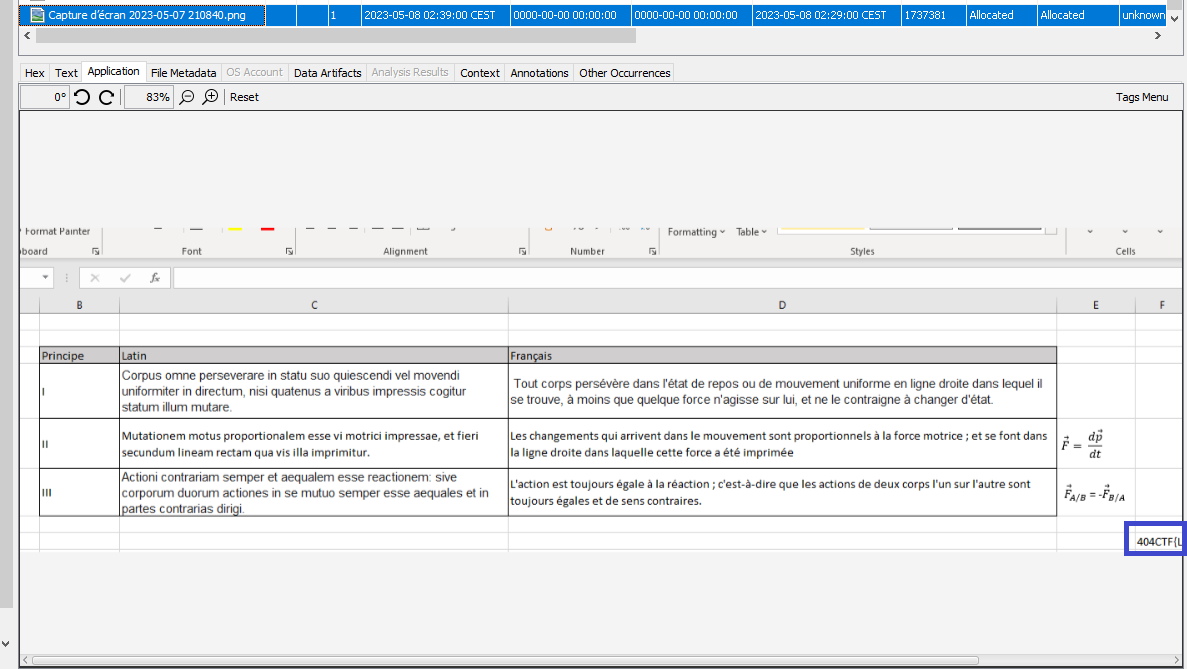 Capture d'écran 2023-05-07 210840.png 1 2023-05-08 02:39:00 CEST 0000-00-00 00:00:00 0000-00-00 00:00:00 2023-05-08 02:29:00 CEST 1737381 Allocated Allocated unknown
Hex Text Application File Metadata OS Account Data Artifacts Analysis Results Context Annotations Other Occurrences
0° 83% Reset Tags Menu
Format Painter
Formatting Table
board Font Alignment Number Styles Cells
fx
B C D E F
Principe Latin Français
I
Corpus omne perseverare in statu suo quiescendi vel movendi
uniformiter in directum, nisi quatenus a viribus impressis cogitur
statum illum mutare.
Tout corps persévère dans l'état de repos ou de mouvement uniforme en ligne droite dans lequel il
se trouve, à moins que quelque force n'agisse sur lui, et ne le contraigne à changer d'état.
II
Mutationem motus proportionalem esse vi motrici impressae, et fieri
secundum lineam rectam qua vis illa imprimitur.
Les changements qui arrivent dans le mouvement sont proportionnels à la force motrice ; et se font dans
la ligne droite dans laquelle cette force a été imprimée
F⃗ = dp⃗/dt
III
Actioni contrariam semper et aequalem esse reactionem: sive
corporum duorum actiones in se mutuo semper esse aequales et in
partes contrarias dirigi.
L'action est toujours égale à la réaction ; c'est-à-dire que les actions de deux corps l'un sur l'autre sont
toujours égales et de sens contraires.
F⃗A/B = -F⃗B/A
404CTF{L